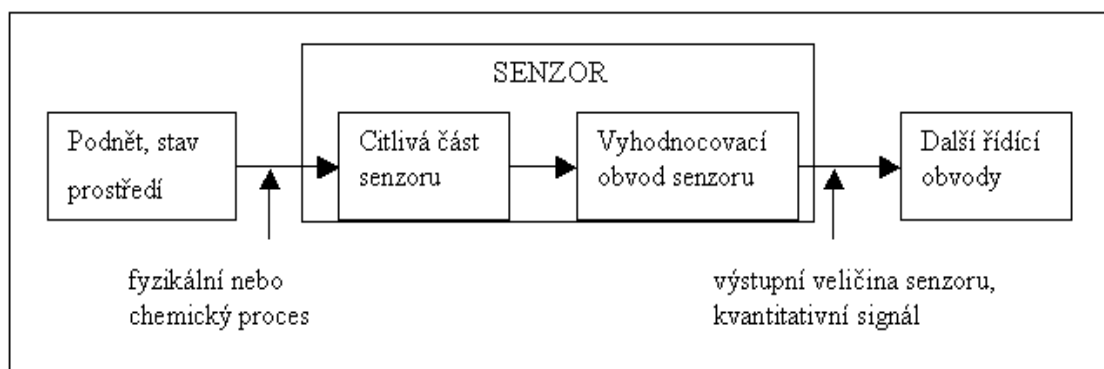 SENZOR
Podnět, stav
prostředí
Citlivá část
senzoru
Vyhodnocovací
obvod senzoru
Další řídící
obvody
fyzikální nebo
chemický proces
výstupní veličina senzoru,
kvantitativní signál